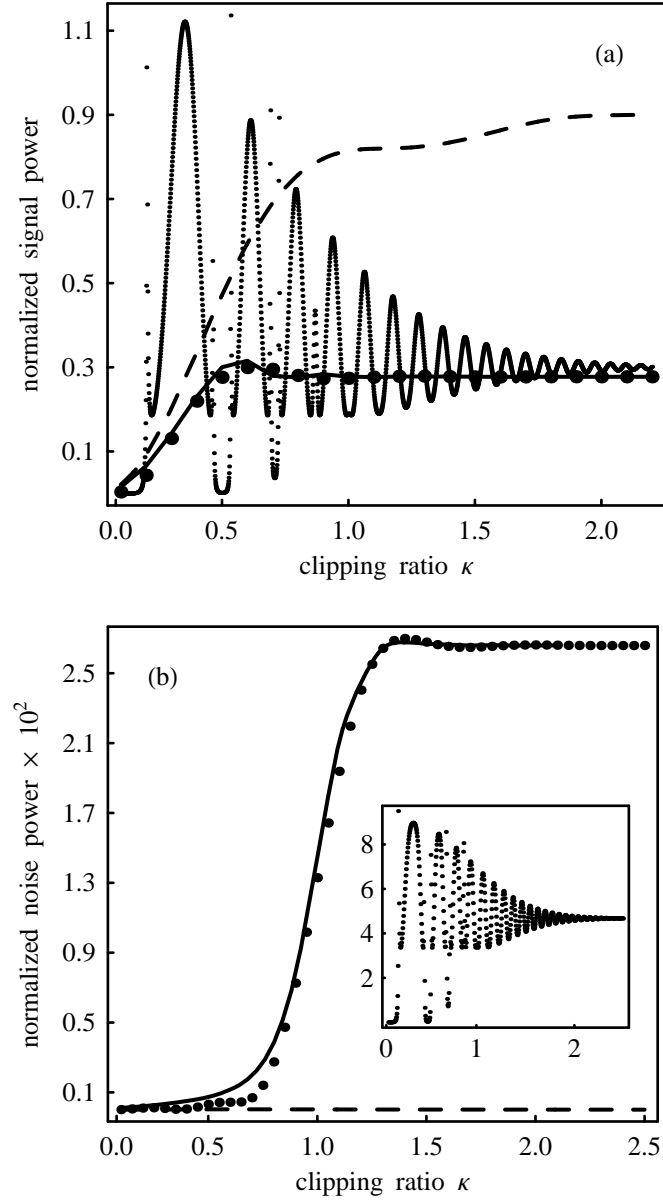 1.1
(a)
0.9
0.7
0.5
0.3
0.1
normalized signal power
0.0 0.5 1.0 1.5 2.0
clipping ratio κ
(b)
2.5
2.1
1.7
1.3
0.9
0.5
0.1
normalized noise power × 10²
8
6
4
2
0 1 2
0.0 0.5 1.0 1.5 2.0 2.5
clipping ratio κ